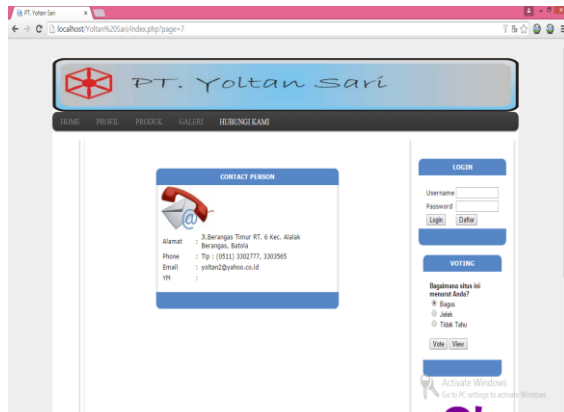 PT. Yoltan Sari
localhost/Yoltan%20Sari/index.php?page=7
PT. Yoltan Sari
HOME PROFIL PRODUK GALERI HUBUNGI KAMI
CONTACT PERSON
Alamat : Jl.Berangas Timur RT. 6 Kec. Alalak
Berangas, Batola
Phone : Tlp : (0511) 3302777, 3303565
Email : yoltan2@yahoo.co.id
YM :
LOGIN
Username
Password
Login Daftar
VOTING
Bagaimana situs ini
menurut Anda?
Bagus
Jelek
Tidak Tahu
Vote View
Activate Windows
Go to PC settings to activate Windows.